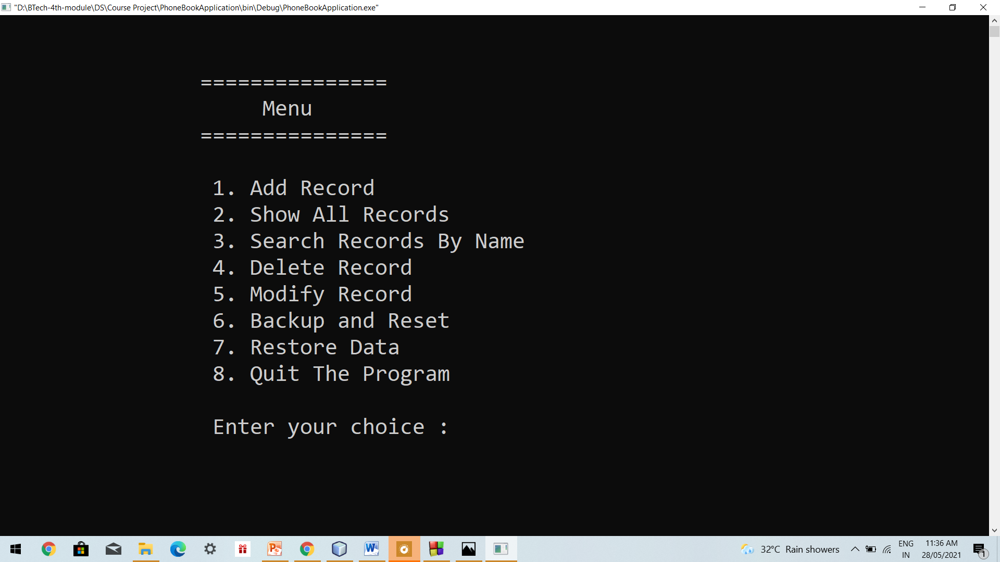 "D:\BTech-4th-module\DS\Course Project\PhoneBookApplication\bin\Debug\PhoneBookApplication.exe"
===============
Menu
===============
1. Add Record
2. Show All Records
3. Search Records By Name
4. Delete Record
5. Modify Record
6. Backup and Reset
7. Restore Data
8. Quit The Program
Enter your choice :
32°C Rain showers
ENG
IN
11:36 AM
28/05/2021
1